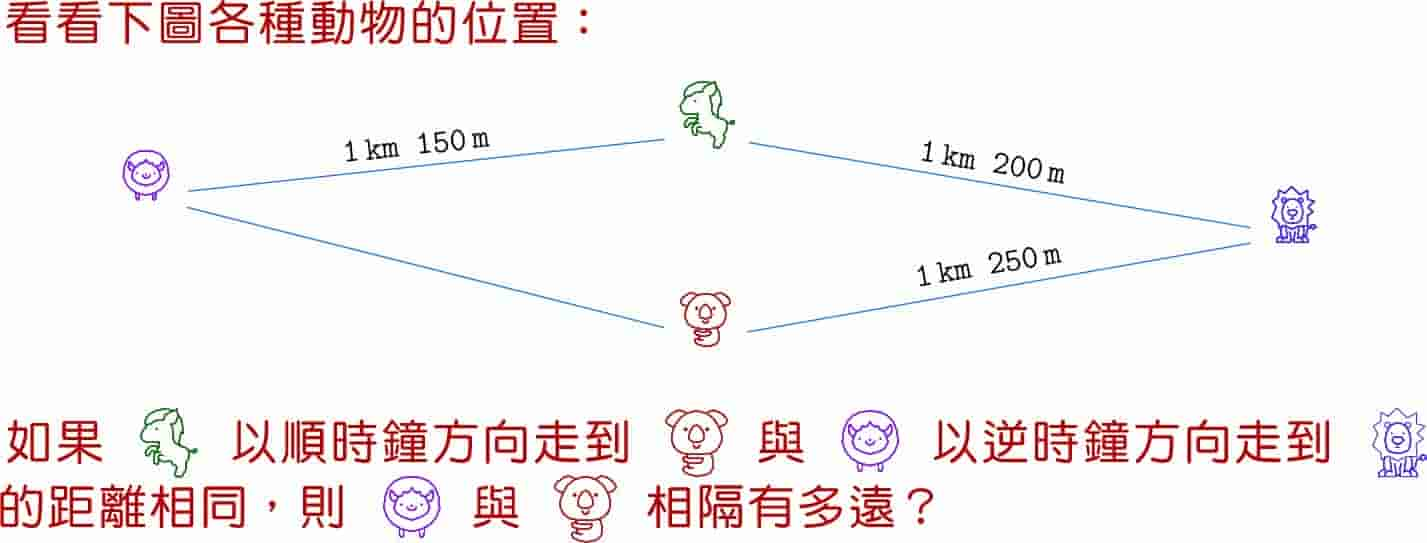 看看下圖各種動物的位置：
1 km 150 m
1 km 200 m
1 km 250 m
如果 以順時鐘方向走到 與 以逆時鐘方向走到
的距離相同，則 與 相隔有多遠？